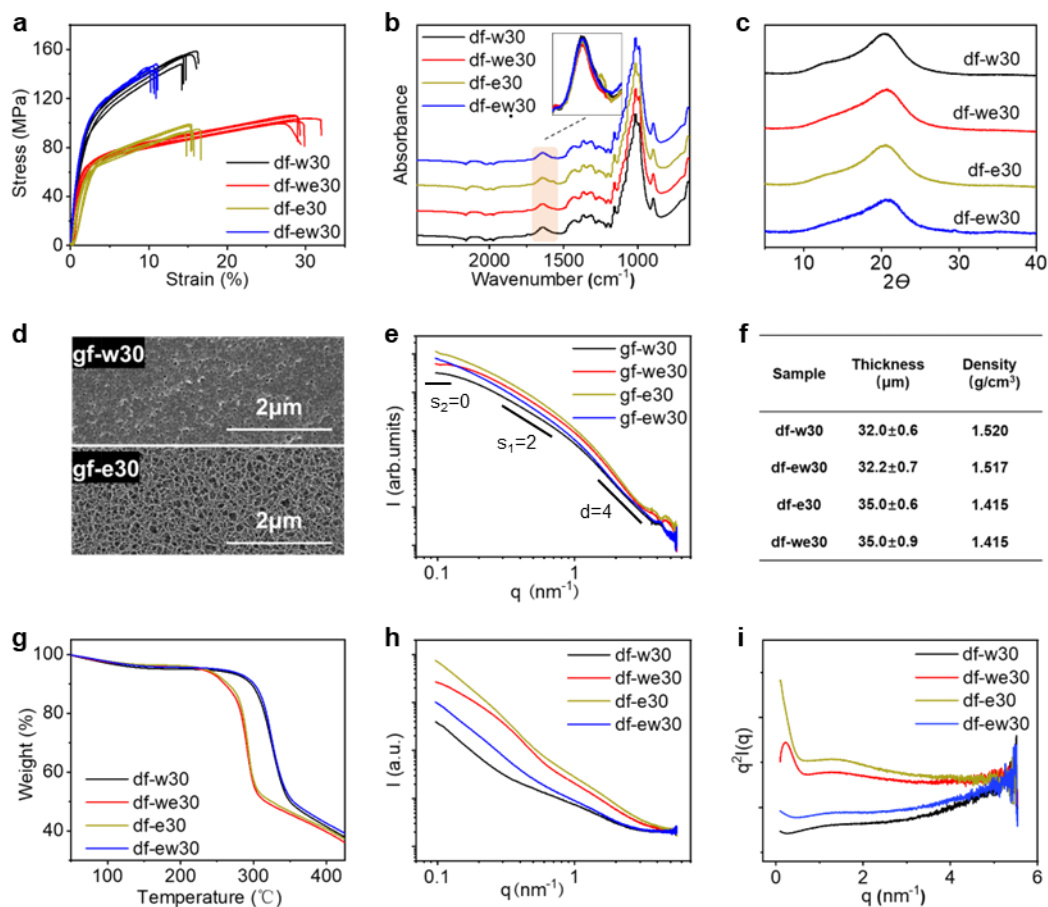 a
Stress (MPa)
160
120
80
40
0
0
10
20
30
Strain (%)
df-w30
df-we30
df-e30
df-ew30
b
Absorbance
df-w30
df-we30
df-e30
df-ew30
2000
1500
1000
Wavenumber (cm⁻¹)
c
df-w30
df-we30
df-e30
df-ew30
10
20
30
40
2Θ
d
gf-w30
2μm
gf-e30
2μm
e
I (arb.umits)
gf-w30
gf-we30
gf-e30
gf-ew30
s₂=0
s₁=2
d=4
0.1
1
q (nm⁻¹)
f
Sample Thickness (μm) Density (g/cm³)
df-w30 32.0±0.6 1.520
df-ew30 32.2±0.7 1.517
df-e30 35.0±0.6 1.415
df-we30 35.0±0.9 1.415
g
Weight (%)
100
80
60
40
df-w30
df-we30
df-e30
df-ew30
100
200
300
400
Temperature (℃)
h
I (a.u.)
df-w30
df-we30
df-e30
df-ew30
0.1
1
q(nm⁻¹)
i
q²I(q)
df-w30
df-we30
df-e30
df-ew30
0
2
4
6
q (nm⁻¹)